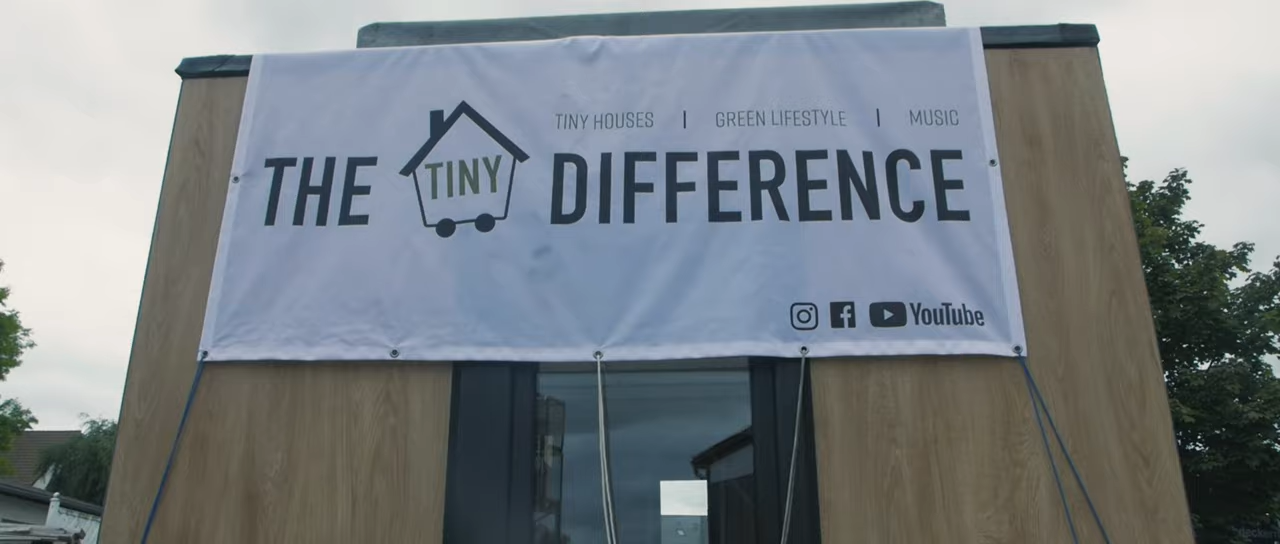 TINY HOUSES | GREEN LIFESTYLE | MUSIC
THE TINY DIFFERENCE
YouTube